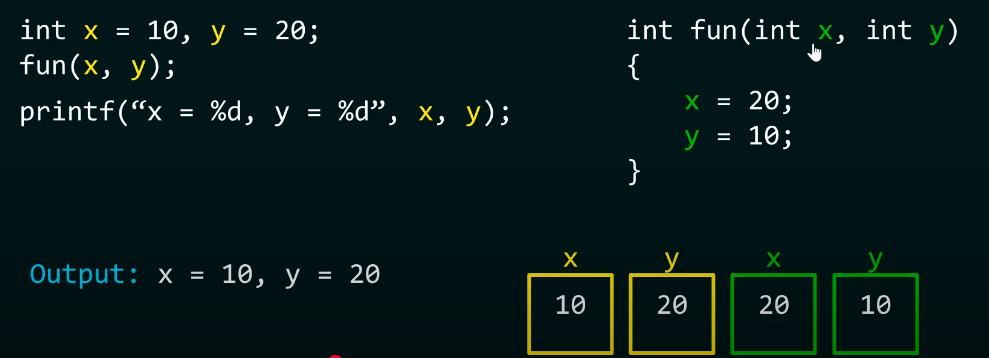 int x = 10, y = 20;
fun(x, y);
printf(“x = %d, y = %d”, x, y);
int fun(int x, int y)
{
x = 20;
y = 10;
}
Output: x = 10, y = 20
x y x y
10 20 20 10